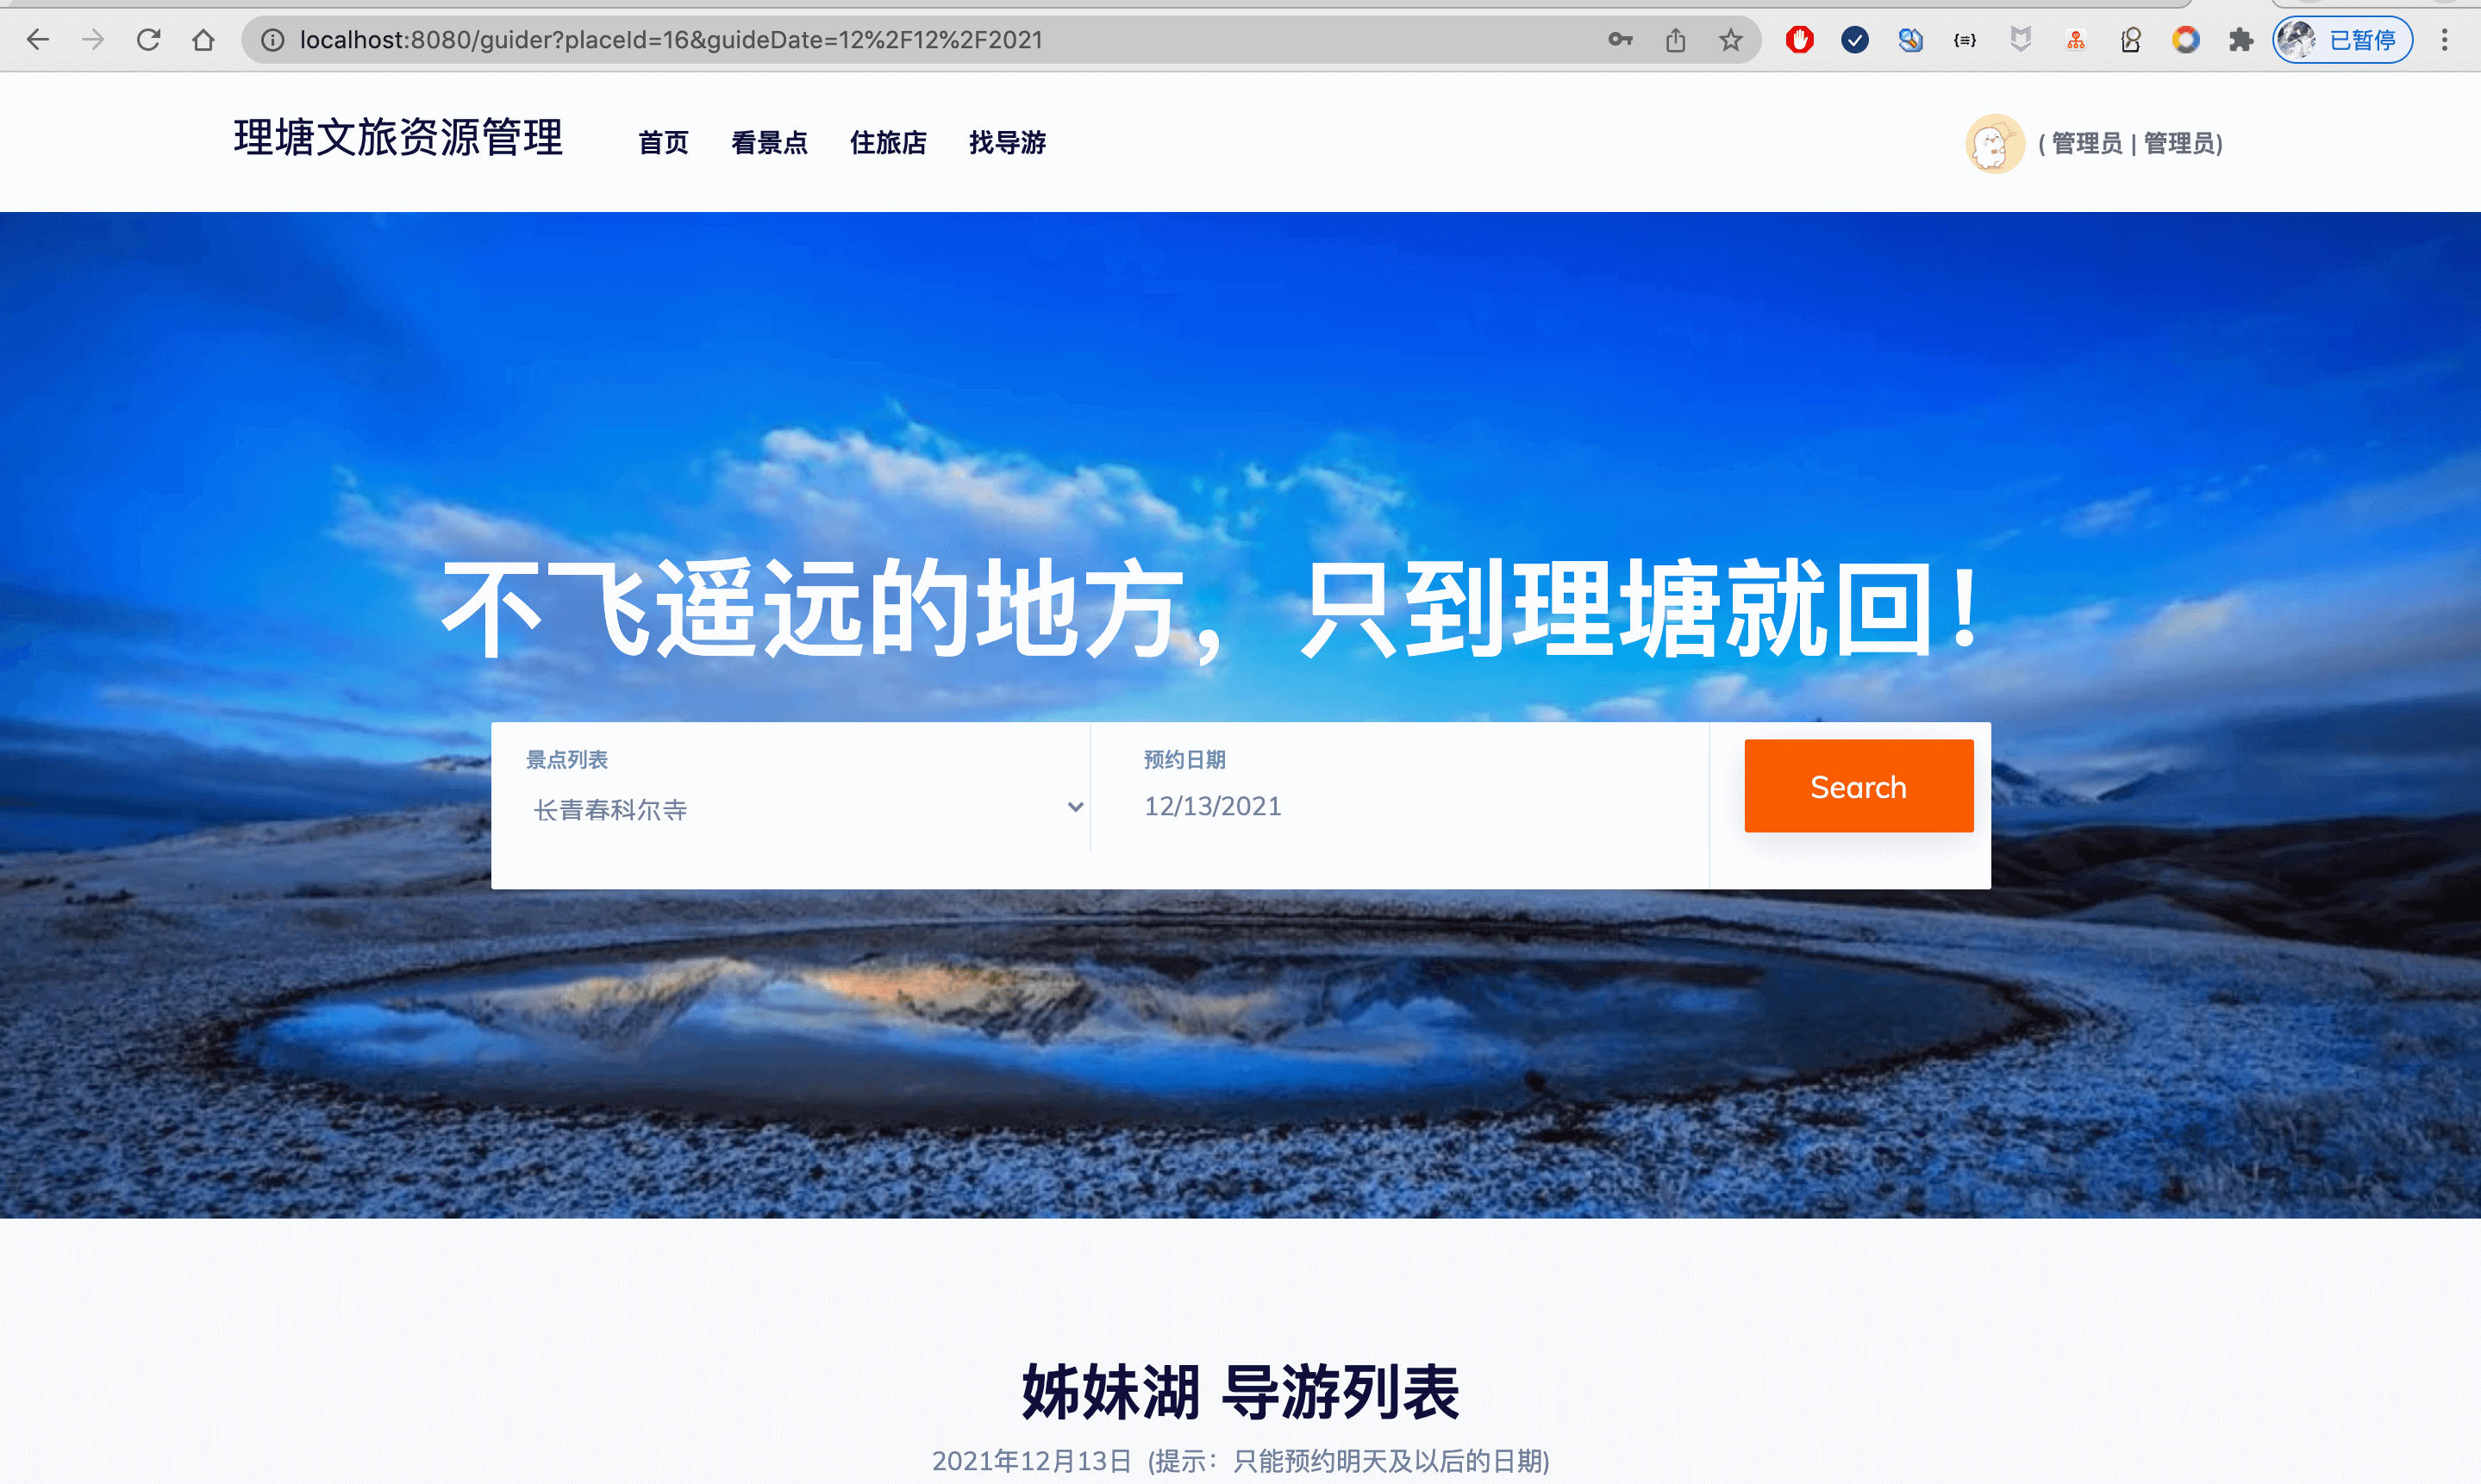 localhost:8080/guider?placeId=16&guideDate=12%2F12%2F2021
已暂停
理塘文旅资源管理
首页 看景点 住旅店 找导游
( 管理员 | 管理员)
不飞遥远的地方，只到理塘就回！
景点列表
长青春科尔寺
预约日期
12/13/2021
Search
姊妹湖 导游列表
2021年12月13日 (提示：只能预约明天及以后的日期)